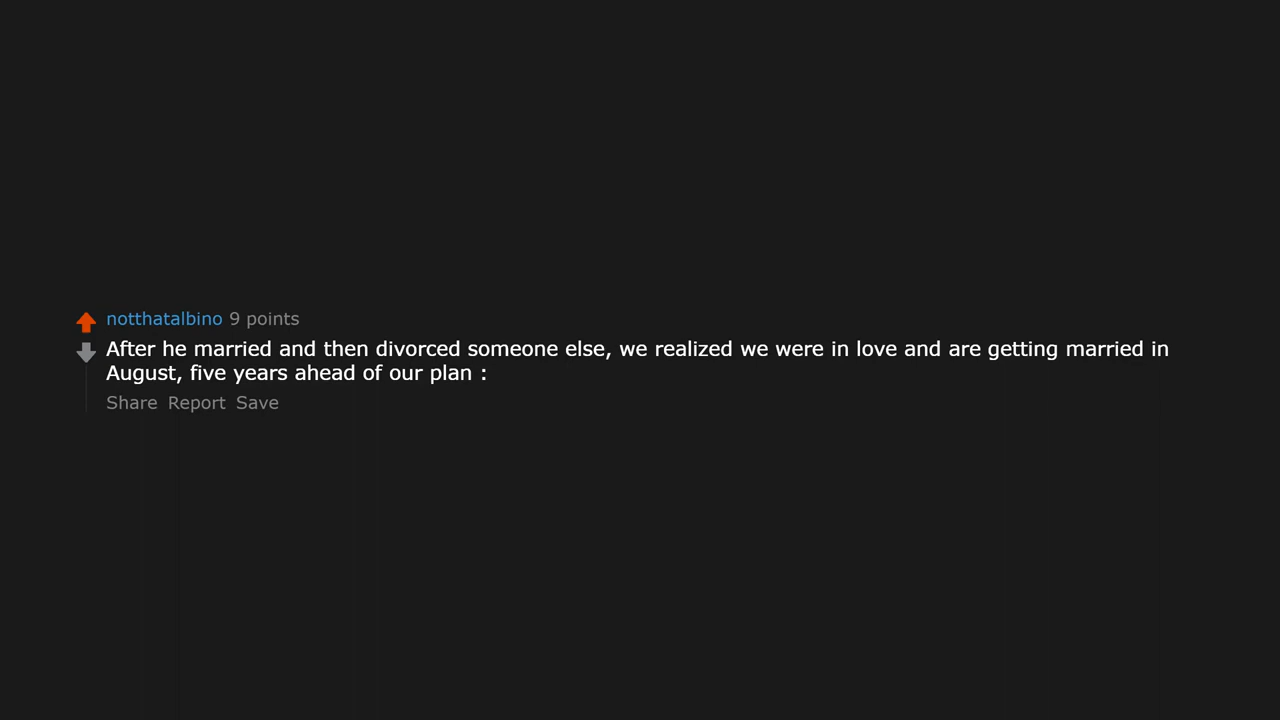 notthatalbino 9 points
After he married and then divorced someone else, we realized we were in love and are getting married in
August, five years ahead of our plan :
Share Report Save